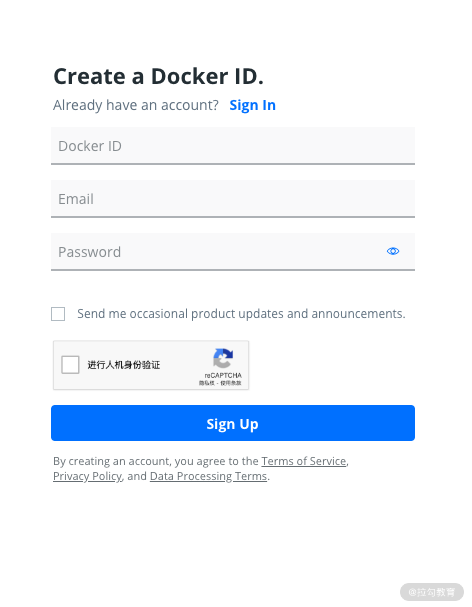 Create a Docker ID.
Already have an account? Sign In
Docker ID
Email
Password
Send me occasional product updates and announcements.
进行人机身份验证
reCAPTCHA
隐私权 - 使用条款
Sign Up
By creating an account, you agree to the Terms of Service,
Privacy Policy, and Data Processing Terms.
@拉勾教育